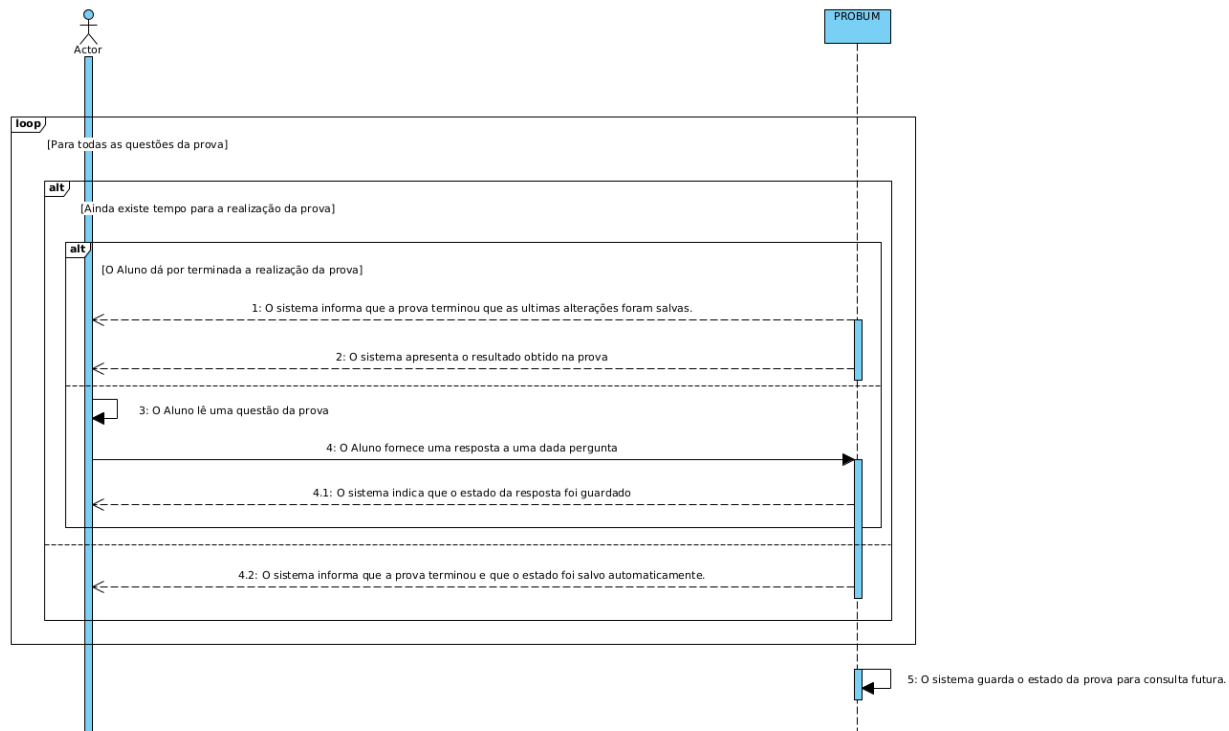 Actor
PROBUM
loop
[Para todas as questões da prova]
alt
[Ainda existe tempo para a realização da prova]
alt
[O Aluno dá por terminada a realização da prova]
1: O sistema informa que a prova terminou que as ultimas alterações foram salvas.
2: O sistema apresenta o resultado obtido na prova
3: O Aluno lê uma questão da prova
4: O Aluno fornece uma resposta a uma dada pergunta
4.1: O sistema indica que o estado da resposta foi guardado
4.2: O sistema informa que a prova terminou e que o estado foi salvo automaticamente.
5: O sistema guarda o estado da prova para consulta futura.